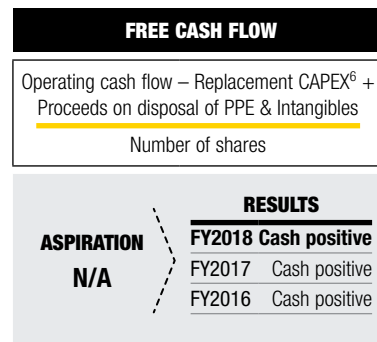 FREE CASH FLOW
Operating cash flow – Replacement CAPEX⁶ +
Proceeds on disposal of PPE & Intangibles
Number of shares
ASPIRATION
N/A
RESULTS
FY2018 Cash positive
FY2017 Cash positive
FY2016 Cash positive